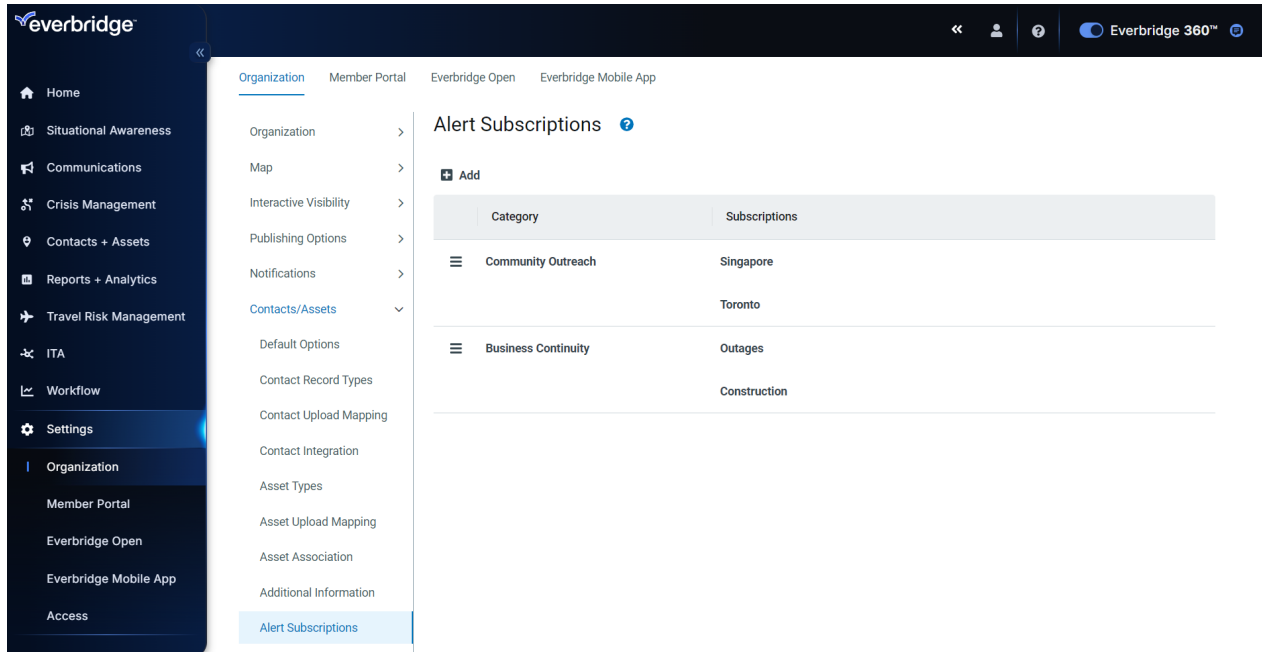 everbridge™
Everbridge 360™
Home
Situational Awareness
Communications
Crisis Management
Contacts + Assets
Reports + Analytics
Travel Risk Management
ITA
Workflow
Settings
Organization
Member Portal
Everbridge Open
Everbridge Mobile App
Access
Organization Member Portal Everbridge Open Everbridge Mobile App
Organization
Map
Interactive Visibility
Publishing Options
Notifications
Contacts/Assets
Default Options
Contact Record Types
Contact Upload Mapping
Contact Integration
Asset Types
Asset Upload Mapping
Asset Association
Additional Information
Alert Subscriptions
Alert Subscriptions
Add
Category Subscriptions
Community Outreach Singapore
Toronto
Business Continuity Outages
Construction